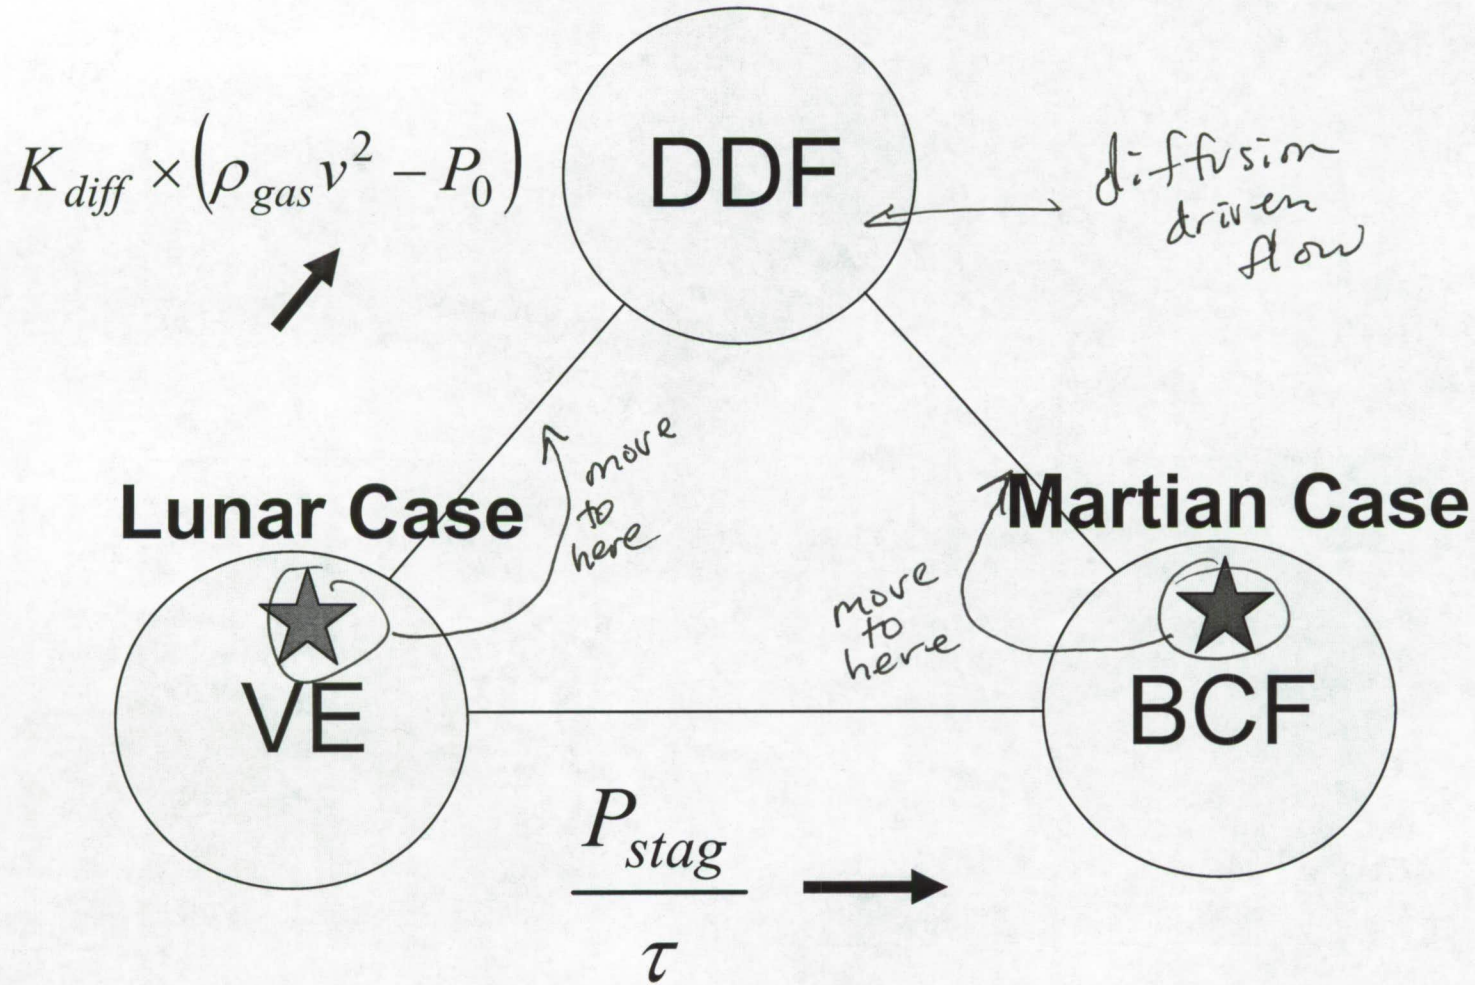 K_diff × (ρ_gas v² − P₀)
DDF
diffusion
driven
flow
move
to
here
Lunar Case
Martian Case
move
to
here
VE
BCF
P_stag
τ